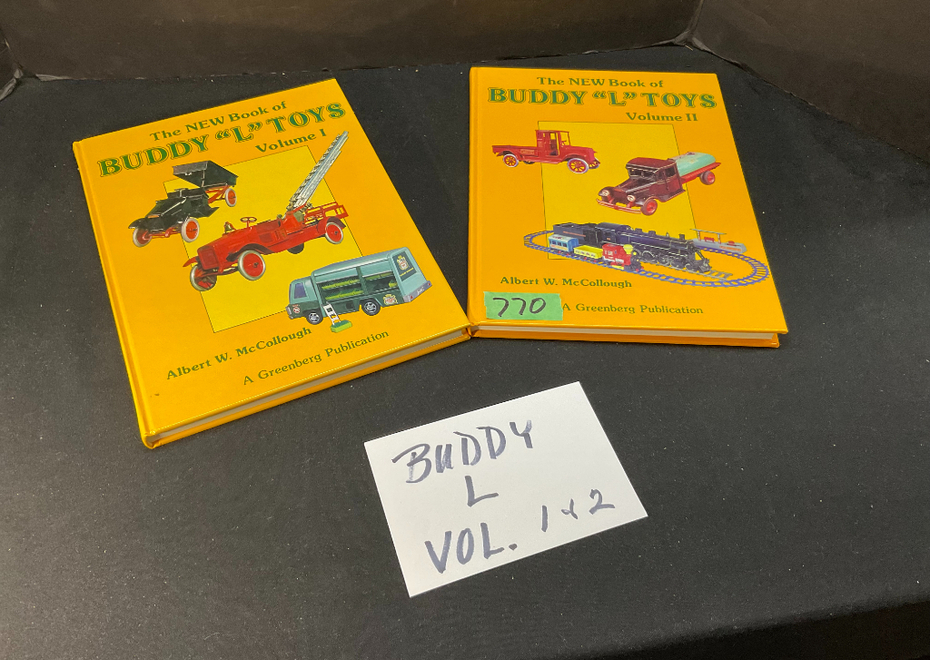 The NEW Book of
BUDDY “L” TOYS
Volume I
Albert W. McCollough
A Greenberg Publication
The NEW Book of
BUDDY “L” TOYS
Volume II
Albert W. McCollough
770
A Greenberg Publication
BUDDY
L
VOL. 1 & 2